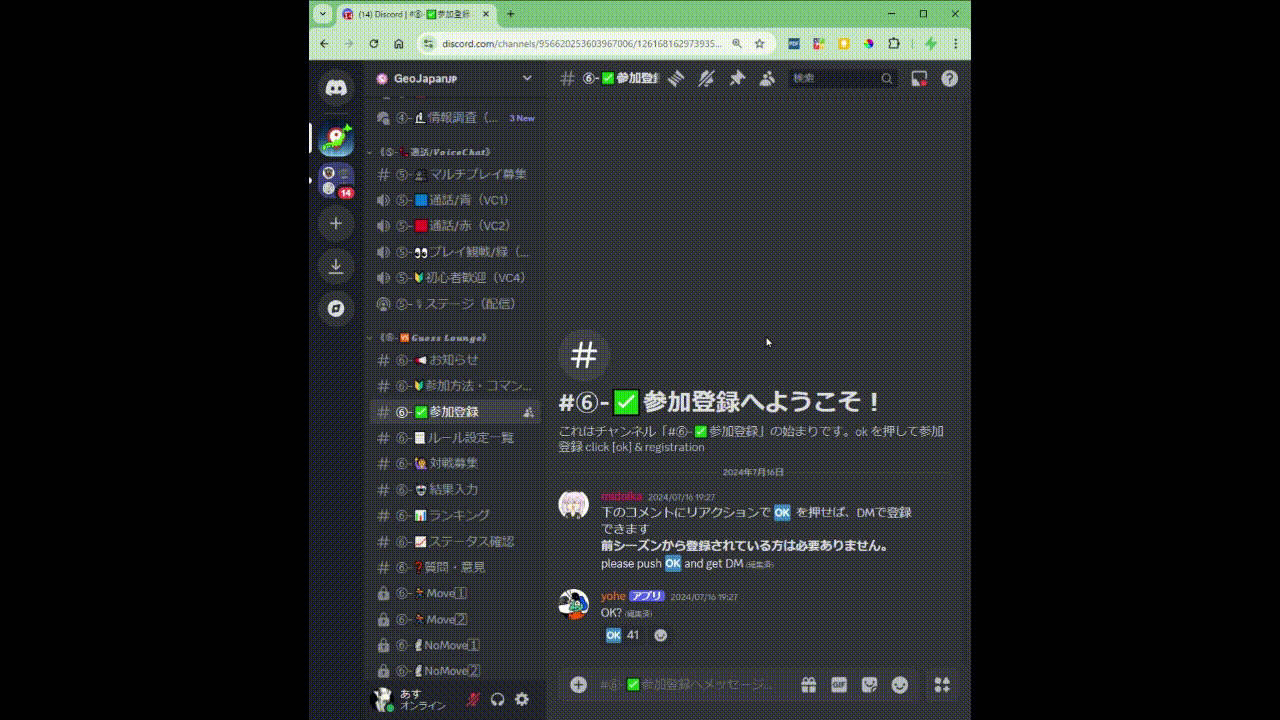 (14) Discord | #⑥-✅参加登録
discord.com/channels/956620253603967006/126168162973935...
GeoJapanJP
#⑥-✅参加登録
検索
④-情報調査（... 3 New
14
《⑤-通話/VoiceChat》
⑤-マルチプレイ募集
⑤-🟦通話/青（VC1）
⑤-🟥通話/赤（VC2）
⑤-👀プレイ観戦/緑（...
⑤-🔰初心者歓迎（VC4）
⑤-ステージ（配信）
《⑥-🆚Guess Lounge》
⑥-お知らせ
⑥-🔰参加方法・コマン...
⑥-✅参加登録
⑥-ルール設定一覧
⑥-対戦募集
⑥-結果入力
⑥-📊ランキング
⑥-📈ステータス確認
⑥-❓質問・意見
⑥-Move1
⑥-Move2
⑥-NoMove1
⑥-NoMove2
あす
オンライン
#⑥-✅参加登録へようこそ！
これはチャンネル「#⑥-✅参加登録」の始まりです。ok を押して参加
登録 click [ok] & registration
2024年7月16日
midolka 2024/07/16 19:27
下のコメントにリアクションで 🆗 を押せば、DMで登録
できます
前シーズンから登録されている方は必要ありません。
please push 🆗 and get DM (編集済)
yohe アプリ 2024/07/16 19:27
OK? (編集済)
OK 41
#⑥-✅参加登録へメッセージ...
GIF